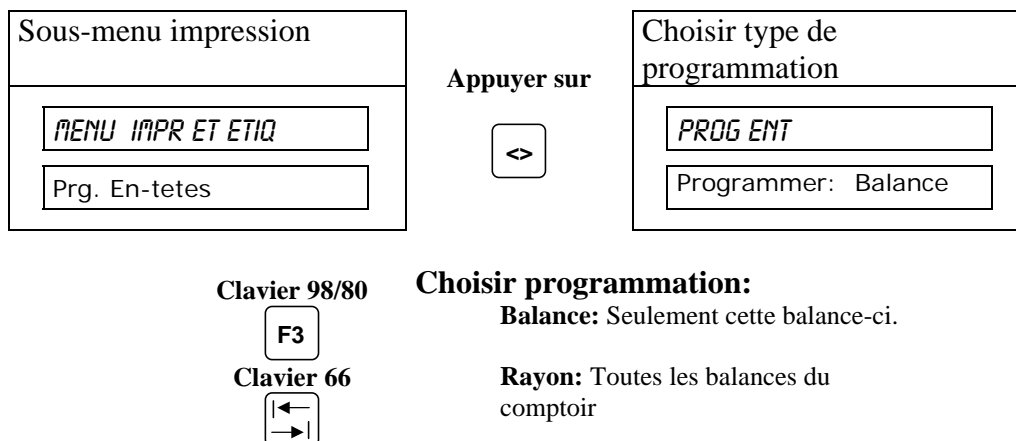 Sous-menu impression
MENU IMPR ET ETIQ
Prg. En-tetes
Appuyer sur
<>
Choisir type de
programmation
PROG ENT
Programmer: Balance
Clavier 98/80
F3
Clavier 66
Choisir programmation:
Balance: Seulement cette balance-ci.
Rayon: Toutes les balances du
comptoir